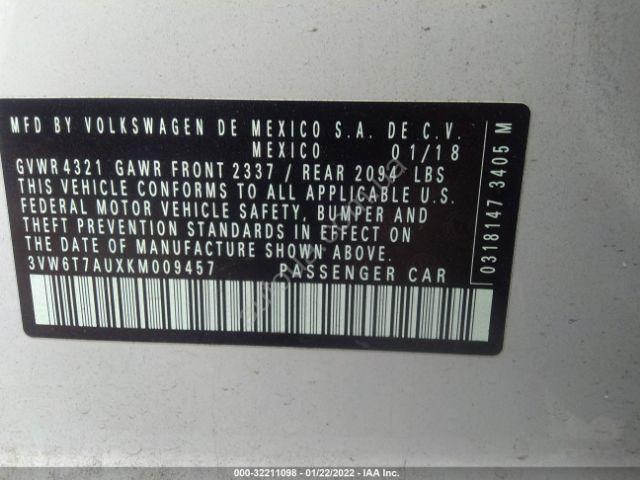 MFD BY VOLKSWAGEN DE MEXICO S.A. DE C.V.
MEXICO 01/18
GVWR 4321 GAWR FRONT 2337 / REAR 2094 LBS
THIS VEHICLE CONFORMS TO ALL APPLICABLE U.S.
FEDERAL MOTOR VEHICLE SAFETY, BUMPER AND
THEFT PREVENTION STANDARDS IN EFFECT ON
THE DATE OF MANUFACTURE SHOWN ABOVE.
3VW6T7AUXKM009457 PASSENGER CAR
0318147 3405 M
000-32211098 - 01/22/2022 - IAA Inc.